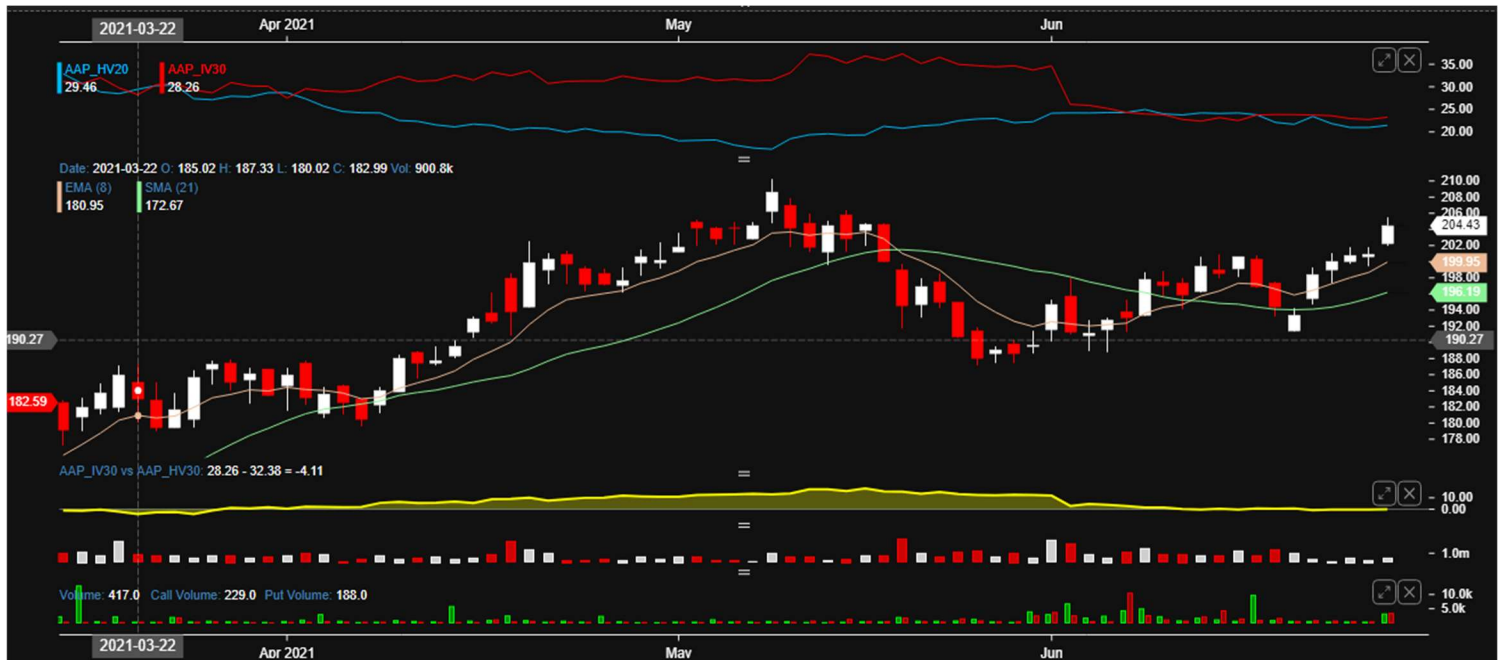 2021-03-22 Apr 2021 May Jun
AAP_HV20 AAP_IV30
29.46 28.26
35.00
30.00
25.00
20.00
Date: 2021-03-22 O: 185.02 H: 187.33 L: 180.02 C: 182.99 Vol: 900.8k
EMA (8) SMA (21)
180.95 172.67
210.00
208.00
206.00
204.43
202.00
199.95
198.00
196.19
194.00
192.00
190.27 190.27
188.00
186.00
184.00
182.59 182.00
180.00
178.00
AAP_IV30 vs AAP_HV30: 28.26 - 32.38 = -4.11
10.00
0.00
1.0m
Volume: 417.0 Call Volume: 229.0 Put Volume: 188.0
10.0k
5.0k
2021-03-22 Apr 2021 May Jun